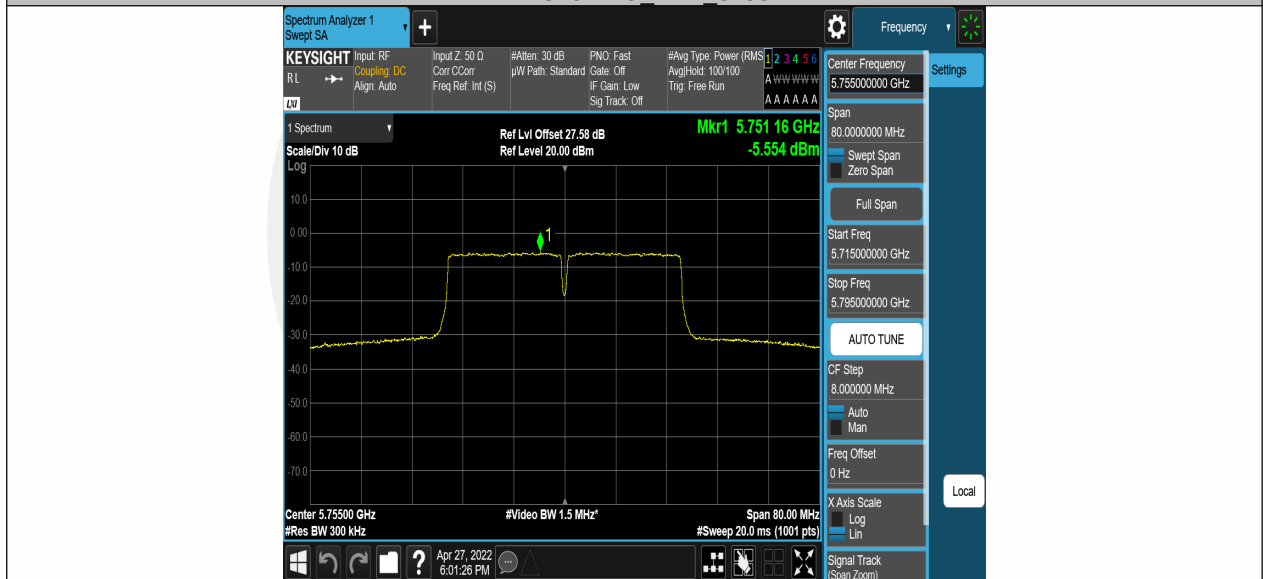 Spectrum Analyzer 1
Swept SA
+
Frequency
KEYSIGHT
RL
LXI
Input: RF
Coupling: DC
Align: Auto
Input Z: 50 Ω
Corr CCorr
Freq Ref: Int (S)
#Atten: 30 dB
µW Path: Standard
PNO: Fast
Gate: Off
IF Gain: Low
Sig Track: Off
#Avg Type: Power (RMS
Avg|Hold: 100/100
Trig: Free Run
1 2 3 4 5 6
A W W W W W
A A A A A A
1 Spectrum
Scale/Div 10 dB
Ref Lvl Offset 27.58 dB
Ref Level 20.00 dBm
Mkr1 5.751 16 GHz
-5.554 dBm
Log
10.0
0.00
-10.0
-20.0
-30.0
-40.0
-50.0
-60.0
-70.0
1
Center 5.75500 GHz
#Video BW 1.5 MHz*
Span 80.00 MHz
#Res BW 300 kHz
#Sweep 20.0 ms (1001 pts)
?
Apr 27, 2022
6:01:26 PM
Center Frequency
5.755000000 GHz
Settings
Span
80.0000000 MHz
Swept Span
Zero Span
Full Span
Start Freq
5.715000000 GHz
Stop Freq
5.795000000 GHz
AUTO TUNE
CF Step
8.000000 MHz
Auto
Man
Freq Offset
0 Hz
X Axis Scale
Log
Lin
Local
Signal Track
(Span Zoom)